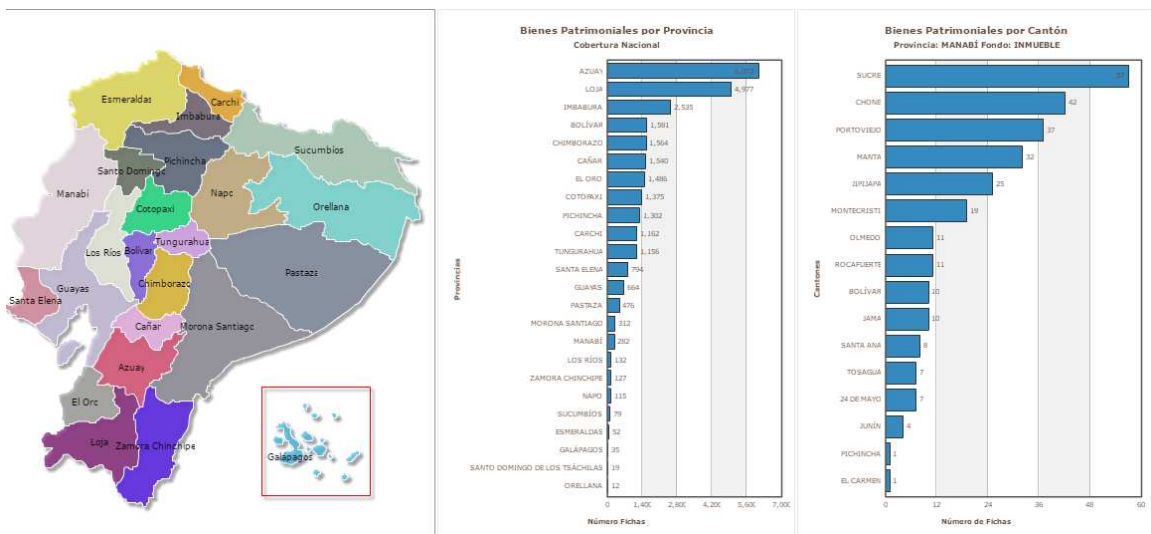 Esmeraldas
Carchi
Imbabura
Sucumbíos
Pichincha
Santo Domingo
Manabí
Napo
Orellana
Cotopaxi
Tungurahua
Los Ríos
Bolívar
Pastaza
Chimborazo
Guayas
Santa Elena
Cañar
Morona Santiago
Azuay
El Oro
Loja
Zamora Chinchipe
Galápagos
Bienes Patrimoniales por Provincia
Cobertura Nacional
Provincias
AZUAY
LOJA 4,977
IMBABURA 2,535
BOLÍVAR 1,581
CHIMBORAZO 1,564
CAÑAR 1,540
EL ORO 1,486
COTOPAXI 1,375
PICHINCHA 1,302
CARCHI 1,162
TUNGURAHUA 1,156
SANTA ELENA 794
GUAYAS 664
PASTAZA 476
MORONA SANTIAGO 312
MANABÍ 282
LOS RÍOS 132
ZAMORA CHINCHIPE 127
NAPO 115
SUCUMBÍOS 79
ESMERALDAS 52
GALÁPAGOS 35
SANTO DOMINGO DE LOS TSÁCHILAS 19
ORELLANA 12
0 1,400 2,800 4,200 5,600 7,000
Número Fichas
Bienes Patrimoniales por Cantón
Provincia: MANABÍ Fondo: INMUEBLE
Cantones
SUCRE 57
CHONE 42
PORTOVIEJO 37
MANTA 32
JIPIJAPA 25
MONTECRISTI 19
OLMEDO 11
ROCAFUERTE 11
BOLÍVAR 10
JAMA 10
SANTA ANA 8
TOSAGUA 7
24 DE MAYO 7
JUNÍN 4
PICHINCHA 1
EL CARMEN 1
0 12 24 36 48 60
Número de Fichas